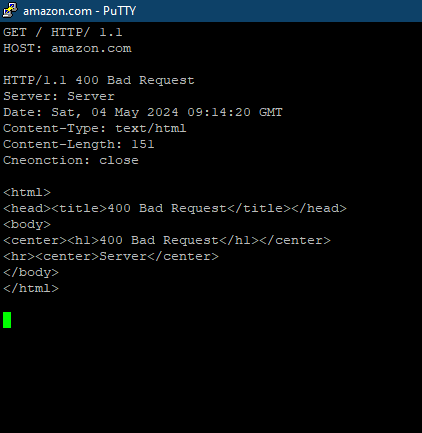 amazon.com - PuTTY
GET / HTTP/ 1.1
HOST: amazon.com
HTTP/1.1 400 Bad Request
Server: Server
Date: Sat, 04 May 2024 09:14:20 GMT
Content-Type: text/html
Content-Length: 151
Cneonction: close
<html>
<head><title>400 Bad Request</title></head>
<body>
<center><h1>400 Bad Request</h1></center>
<hr><center>Server</center>
</body>
</html>